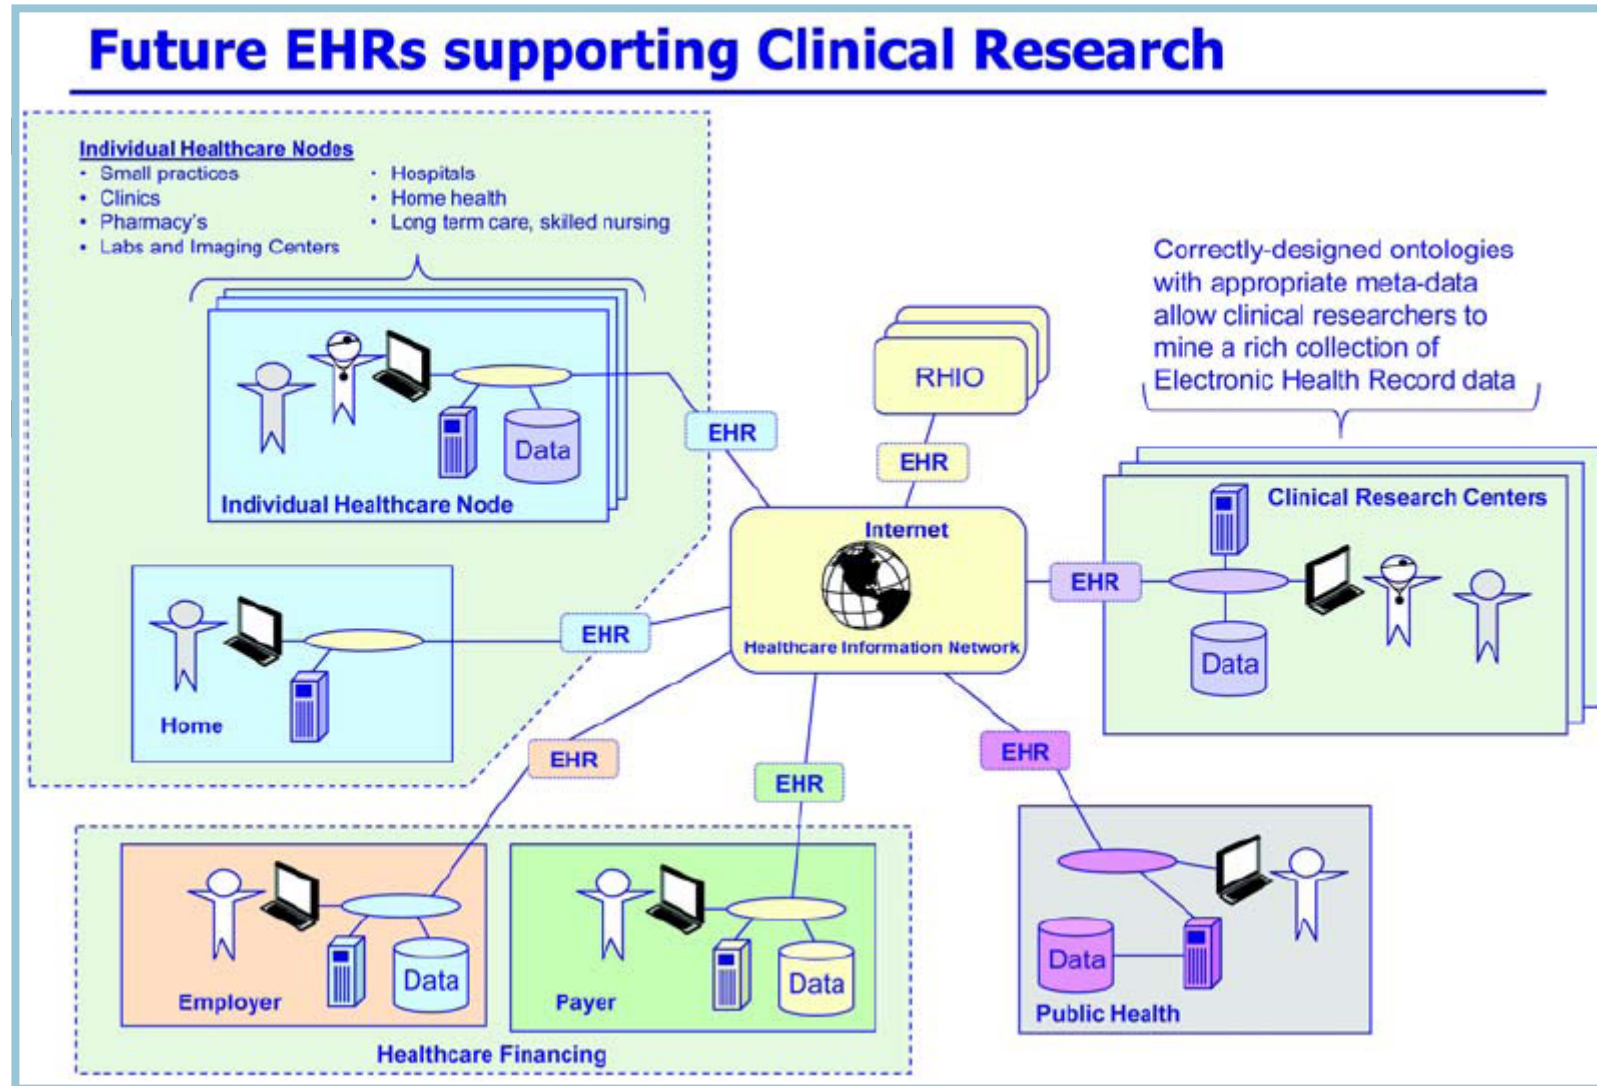 Future EHRs supporting Clinical Research
Individual Healthcare Nodes
• Small practices
• Clinics
• Pharmacy's
• Labs and Imaging Centers
• Hospitals
• Home health
• Long term care, skilled nursing
Data
Individual Healthcare Node
EHR
RHIO
EHR
Correctly-designed ontologies
with appropriate meta-data
allow clinical researchers to
mine a rich collection of
Electronic Health Record data
Internet
Healthcare Information Network
EHR
Clinical Research Centers
Data
Home
EHR
EHR
EHR
EHR
Employer
Data
Payer
Data
Healthcare Financing
Data
Public Health